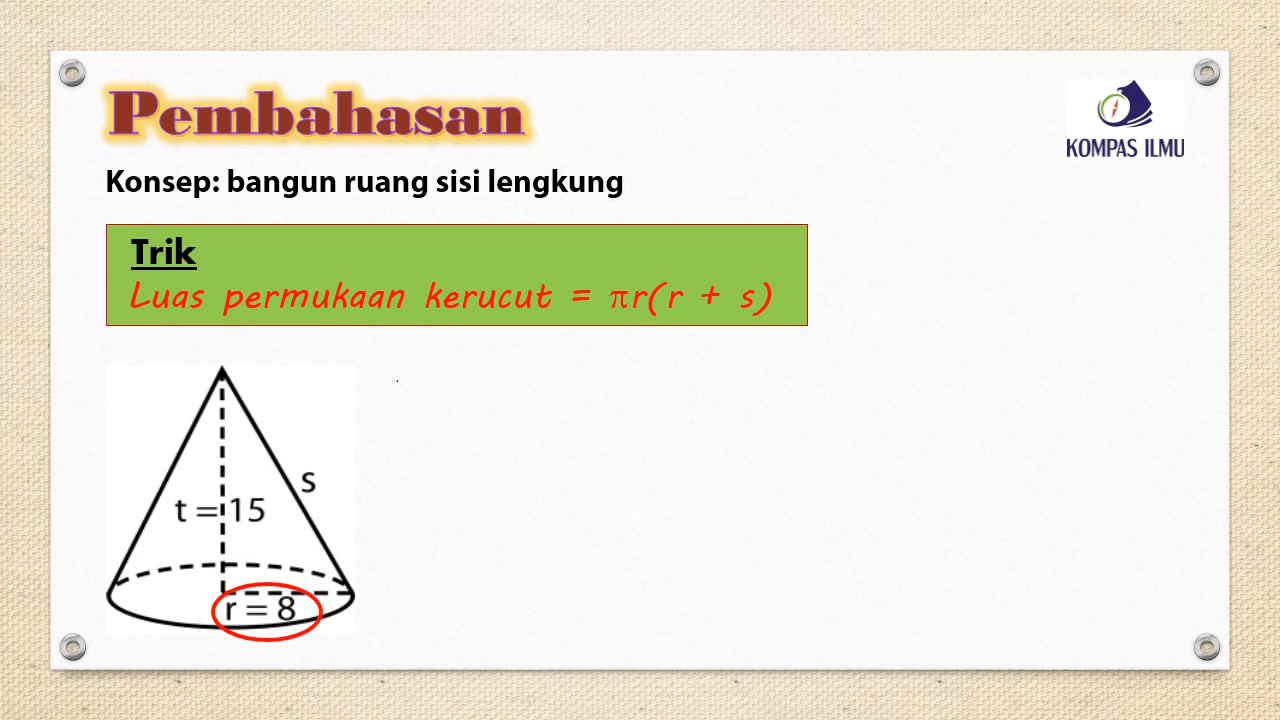 Pembahasan
KOMPAS ILMU
Konsep: bangun ruang sisi lengkung
Trik
Luas permukaan kerucut = πr(r + s)
s
t = 15
r = 8